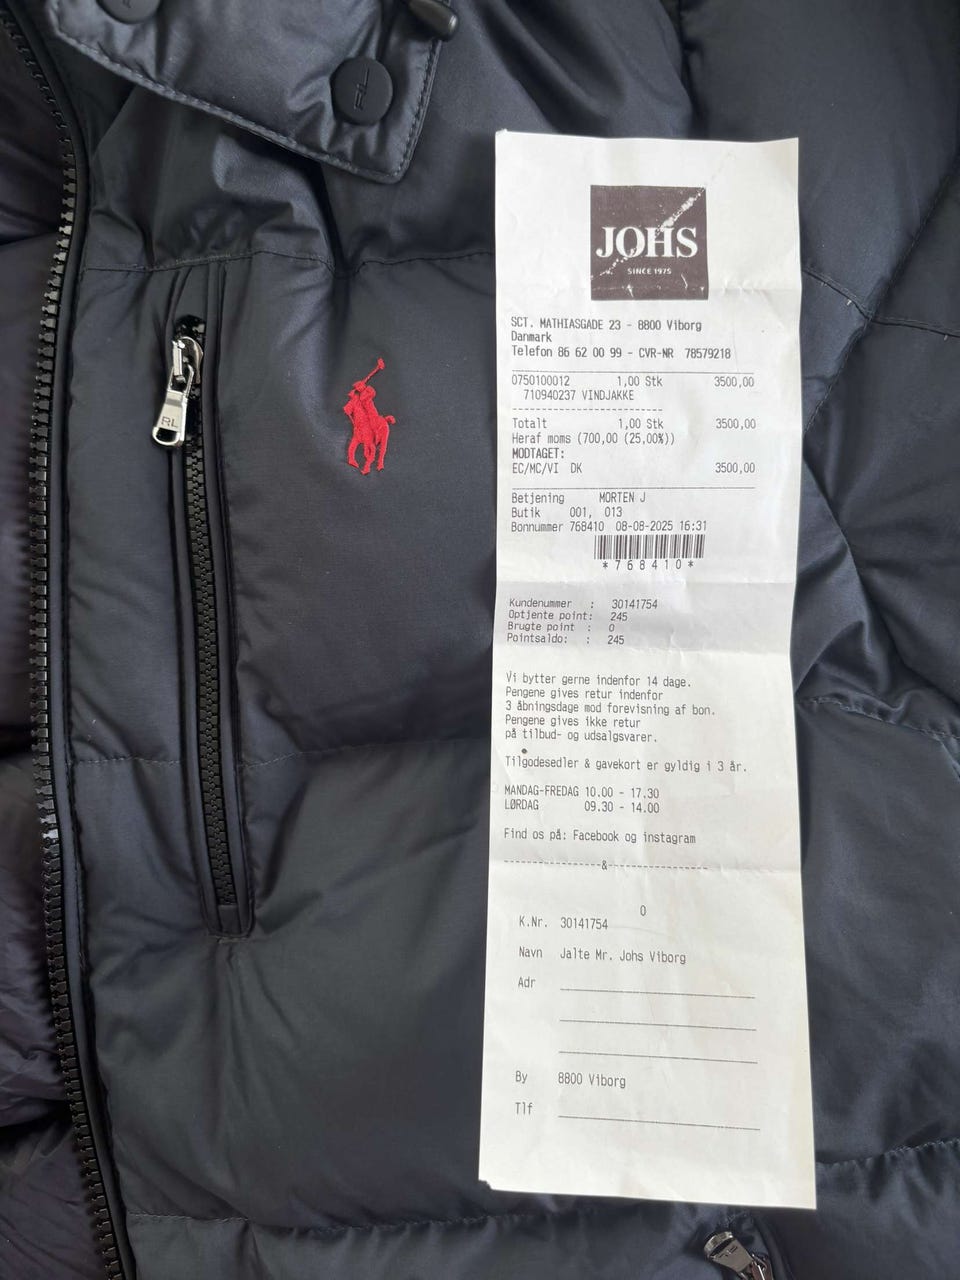 RL
RL
JOHS
SINCE 1975
SCT. MATHIASGADE 23 - 8800 Viborg
Danmark
Telefon 86 62 00 99 - CVR-NR 78579218
0750100012 1,00 Stk 3500,00
710940237 VINDJAKKE
Totalt 1,00 Stk 3500,00
Heraf moms (700,00 (25,00%))
MODTAGET:
EC/MC/VI DK 3500,00
Betjening MORTEN J
Butik 001, 013
Bonnummer 768410 08-08-2025 16:31
*768410*
Kundenummer : 30141754
Optjente point: 245
Brugte point : 0
Pointsaldo: : 245
Vi bytter gerne indenfor 14 dage.
Pengene gives retur indenfor
3 åbningsdage mod forevisning af bon.
Pengene gives ikke retur
på tilbud- og udsalgsvarer.
Tilgodesedler & gavekort er gyldig i 3 år.
MANDAG-FREDAG 10.00 - 17.30
LØRDAG 09.30 - 14.00
Find os på: Facebook og instagram
&
0
K.Nr. 30141754
Navn Jalte Mr. Johs Viborg
Adr
By 8800 Viborg
Tlf